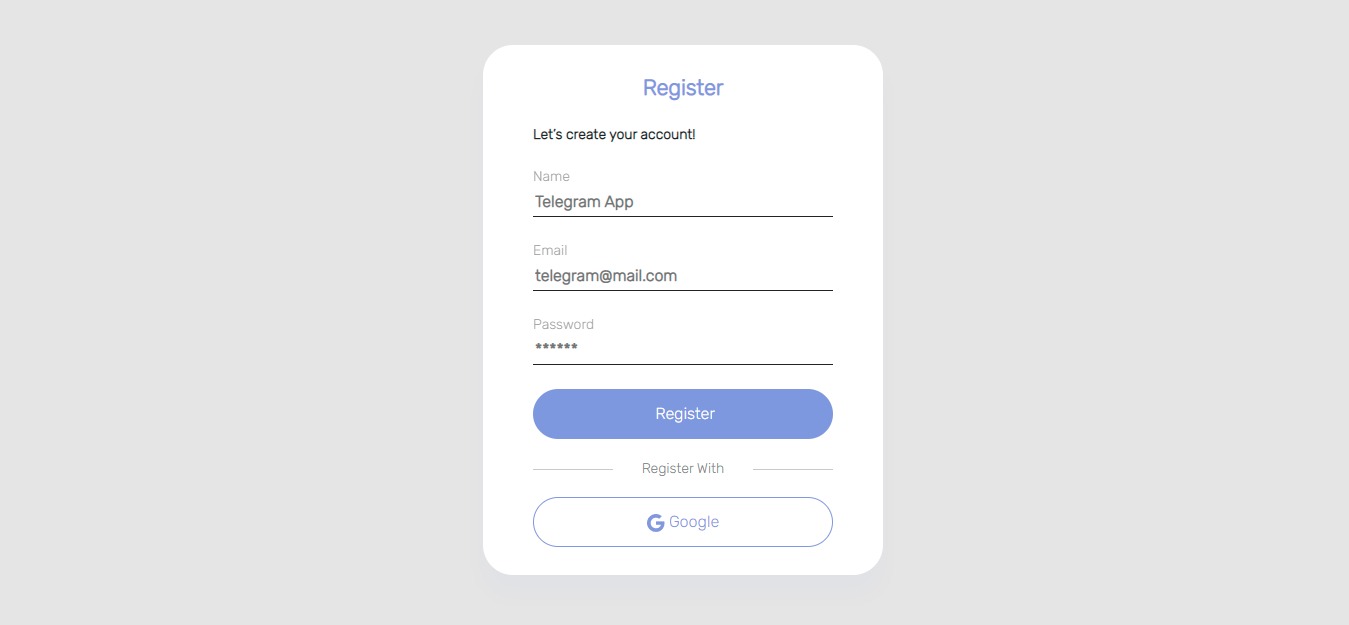 Register
Let's create your account!
Name
Telegram App
Email
telegram@mail.com
Password
******
Register
Register With
Google